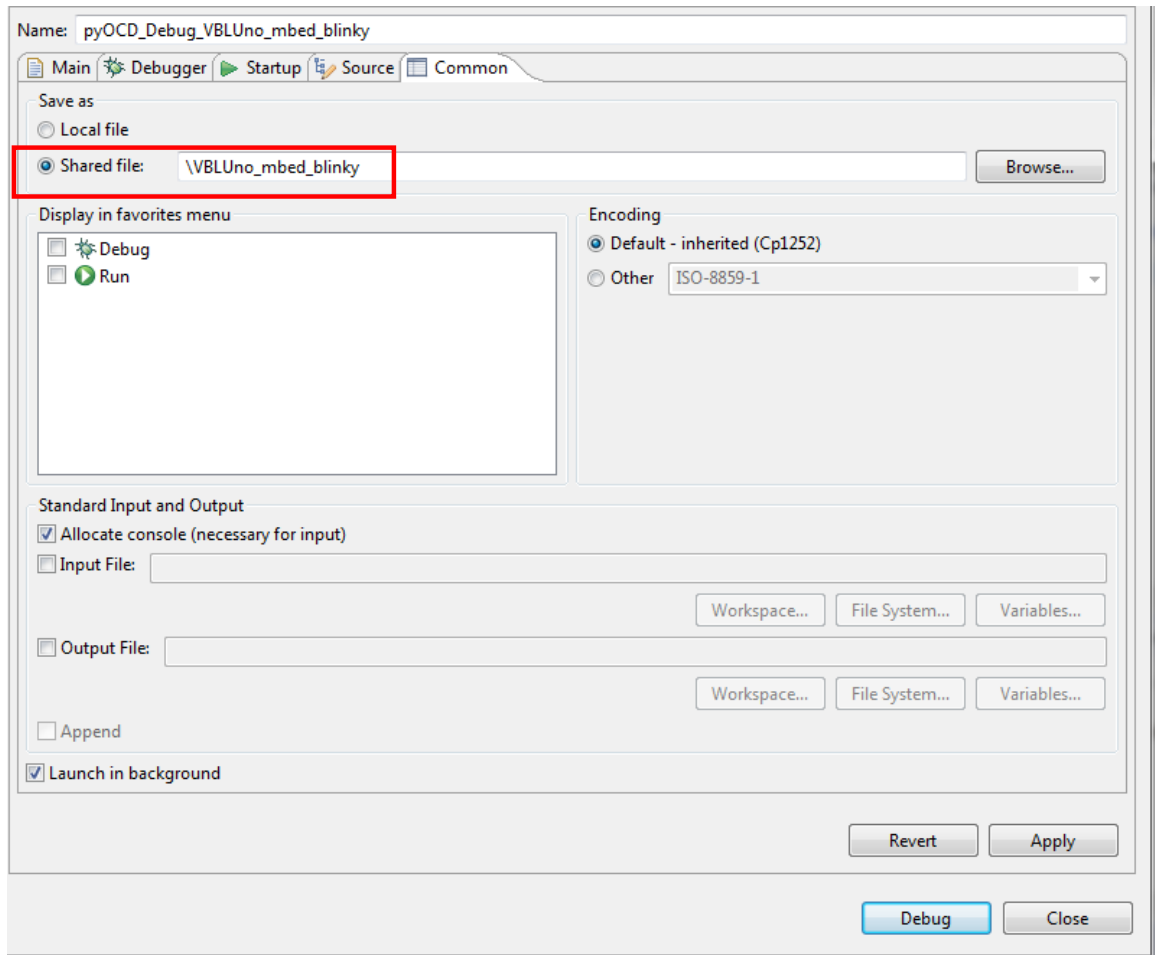 Name: pyOCD_Debug_VBLUno_mbed_blinky
Main Debugger Startup Source Common
Save as
Local file
Shared file: \VBLUno_mbed_blinky Browse...
Display in favorites menu
Debug
Run
Encoding
Default - inherited (Cp1252)
Other ISO-8859-1
Standard Input and Output
Allocate console (necessary for input)
Input File:
Workspace... File System... Variables...
Output File:
Workspace... File System... Variables...
Append
Launch in background
Revert Apply
Debug Close